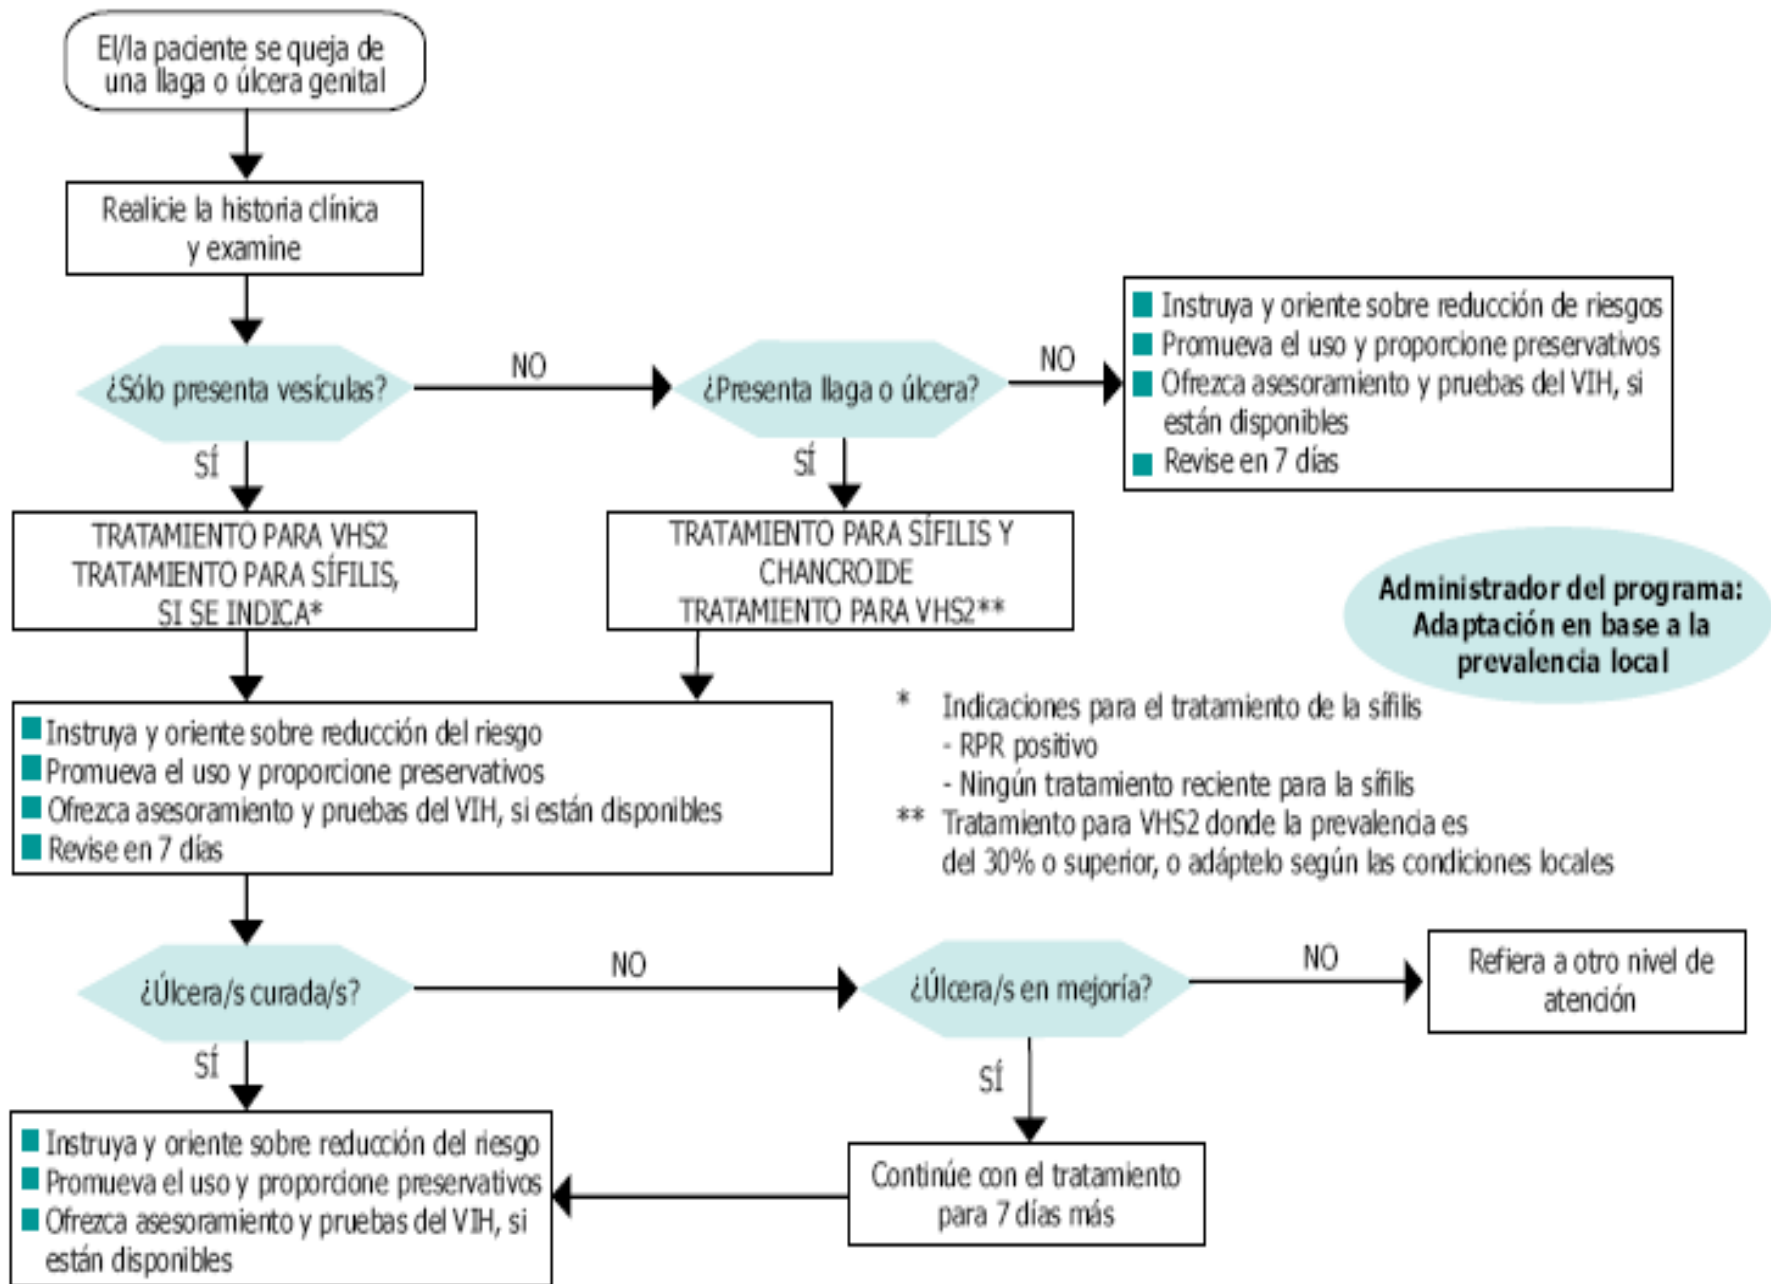 El/la paciente se queja de
una llaga o úlcera genital
Realicie la historia clínica
y examine
¿Sólo presenta vesículas?
NO
¿Presenta llaga o úlcera?
NO
Instruya y oriente sobre reducción de riesgos
Promueva el uso y proporcione preservativos
Ofrezca asesoramiento y pruebas del VIH, si
están disponibles
Revise en 7 días
SÍ
SÍ
TRATAMIENTO PARA VHS2
TRATAMIENTO PARA SÍFILIS,
SI SE INDICA*
TRATAMIENTO PARA SÍFILIS Y
CHANCROIDE
TRATAMIENTO PARA VHS2**
Administrador del programa:
Adaptación en base a la
prevalencia local
Instruya y oriente sobre reducción del riesgo
Promueva el uso y proporcione preservativos
Ofrezca asesoramiento y pruebas del VIH, si están disponibles
Revise en 7 días
* Indicaciones para el tratamiento de la sífilis
- RPR positivo
- Ningún tratamiento reciente para la sífilis
** Tratamiento para VHS2 donde la prevalencia es
del 30% o superior, o adáptelo según las condiciones locales
¿Úlcera/s curada/s?
NO
¿Úlcera/s en mejoría?
NO
Refiera a otro nivel de
atención
SÍ
SÍ
Instruya y oriente sobre reducción del riesgo
Promueva el uso y proporcione preservativos
Ofrezca asesoramiento y pruebas del VIH, si
están disponibles
Continúe con el tratamiento
para 7 días más